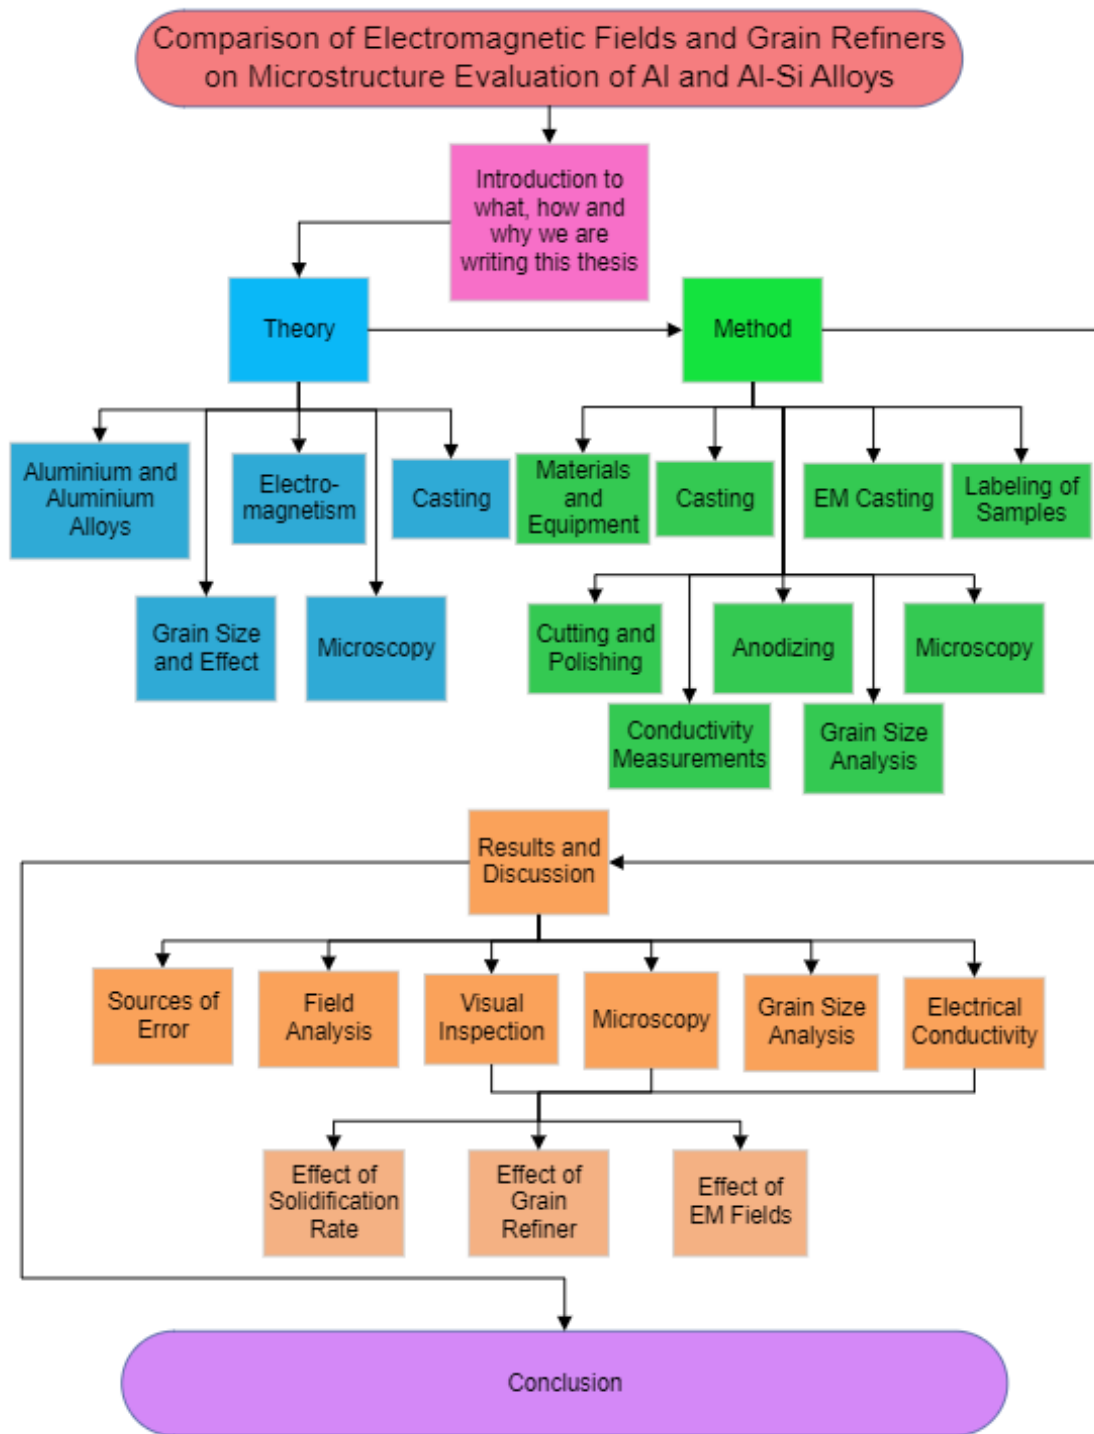 Comparison of Electromagnetic Fields and Grain Refiners
on Microstructure Evaluation of Al and Al-Si Alloys
Introduction to
what, how and
why we are
writing this thesis
Theory
Method
Aluminium and
Aluminium
Alloys
Electro-
magnetism
Casting
Grain Size
and Effect
Microscopy
Materials
and
Equipment
Casting
EM Casting
Labeling of
Samples
Cutting and
Polishing
Anodizing
Microscopy
Conductivity
Measurements
Grain Size
Analysis
Results and
Discussion
Sources of
Error
Field
Analysis
Visual
Inspection
Microscopy
Grain Size
Analysis
Electrical
Conductivity
Effect of
Solidification
Rate
Effect of
Grain
Refiner
Effect of
EM Fields
Conclusion